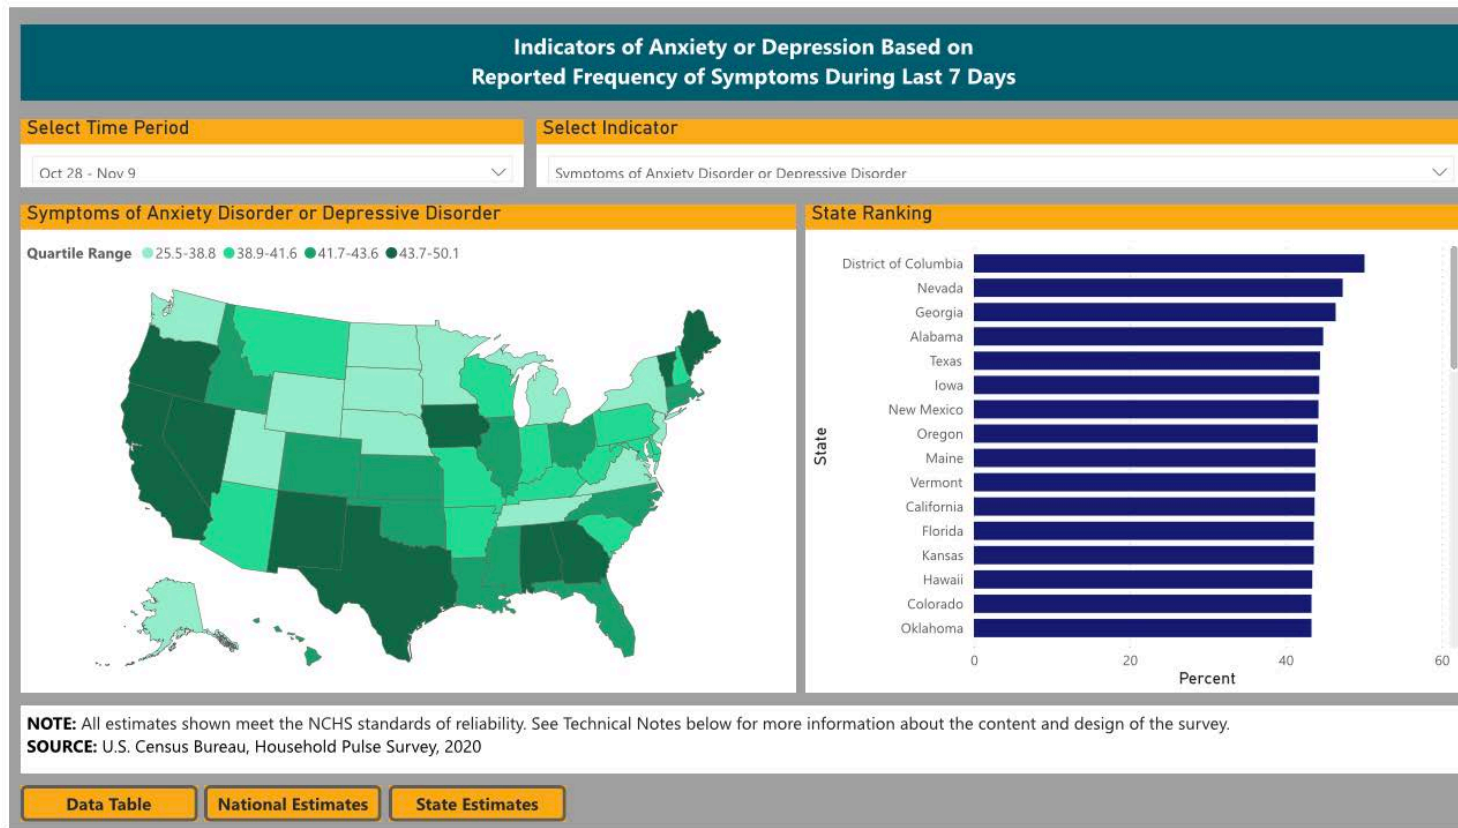 Indicators of Anxiety or Depression Based on
Reported Frequency of Symptoms During Last 7 Days
Select Time Period
Select Indicator
Oct 28 - Nov 9
Symptoms of Anxiety Disorder or Depressive Disorder
Symptoms of Anxiety Disorder or Depressive Disorder
Quartile Range 25.5-38.8 38.9-41.6 41.7-43.6 43.7-50.1
State Ranking
State
District of Columbia
Nevada
Georgia
Alabama
Texas
Iowa
New Mexico
Oregon
Maine
Vermont
California
Florida
Kansas
Hawaii
Colorado
Oklahoma
0 20 40 60
Percent
NOTE: All estimates shown meet the NCHS standards of reliability. See Technical Notes below for more information about the content and design of the survey.
SOURCE: U.S. Census Bureau, Household Pulse Survey, 2020
Data Table
National Estimates
State Estimates